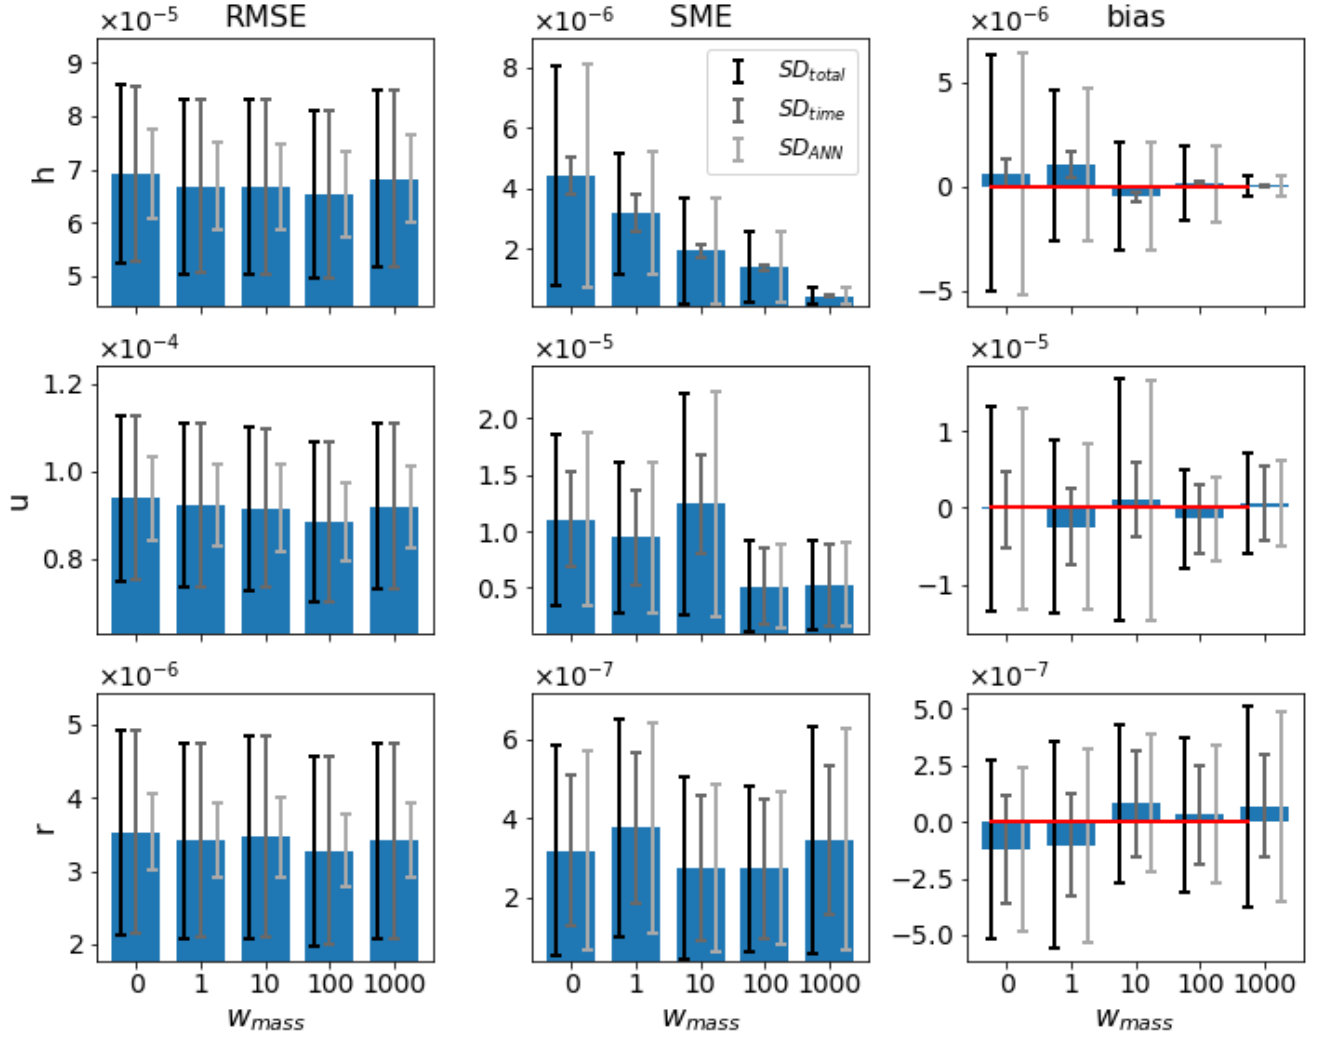 RMSE SME bias
×10⁻⁵ ×10⁻⁶ ×10⁻⁶
h
9
8
7
6
5
8
6
4
2
SD_total
SD_time
SD_ANN
5
0
−5
×10⁻⁴ ×10⁻⁵ ×10⁻⁵
u
1.2
1.0
0.8
2.0
1.5
1.0
0.5
1
0
−1
×10⁻⁶ ×10⁻⁷ ×10⁻⁷
r
5
4
3
2
6
4
2
5.0
2.5
0.0
−2.5
−5.0
0 1 10 100 1000 0 1 10 100 1000 0 1 10 100 1000
w_mass w_mass w_mass